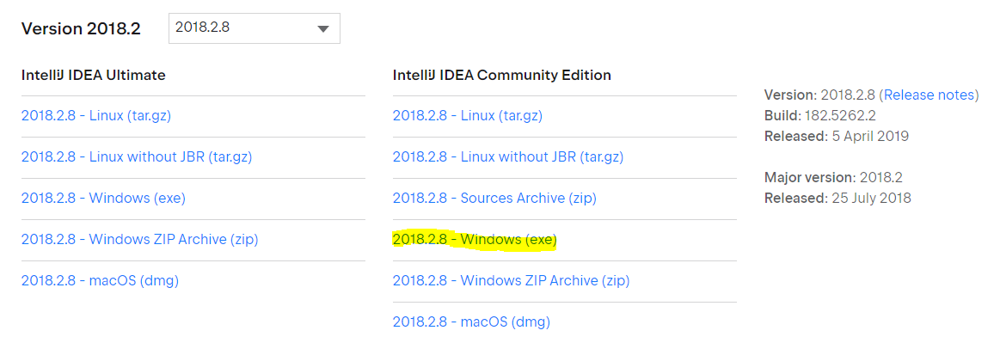 Version 2018.2
2018.2.8
IntelliJ IDEA Ultimate
2018.2.8 - Linux (tar.gz)
2018.2.8 - Linux without JBR (tar.gz)
2018.2.8 - Windows (exe)
2018.2.8 - Windows ZIP Archive (zip)
2018.2.8 - macOS (dmg)
IntelliJ IDEA Community Edition
2018.2.8 - Linux (tar.gz)
2018.2.8 - Linux without JBR (tar.gz)
2018.2.8 - Sources Archive (zip)
2018.2.8 - Windows (exe)
2018.2.8 - Windows ZIP Archive (zip)
2018.2.8 - macOS (dmg)
Version: 2018.2.8 (Release notes)
Build: 182.5262.2
Released: 5 April 2019
Major version: 2018.2
Released: 25 July 2018